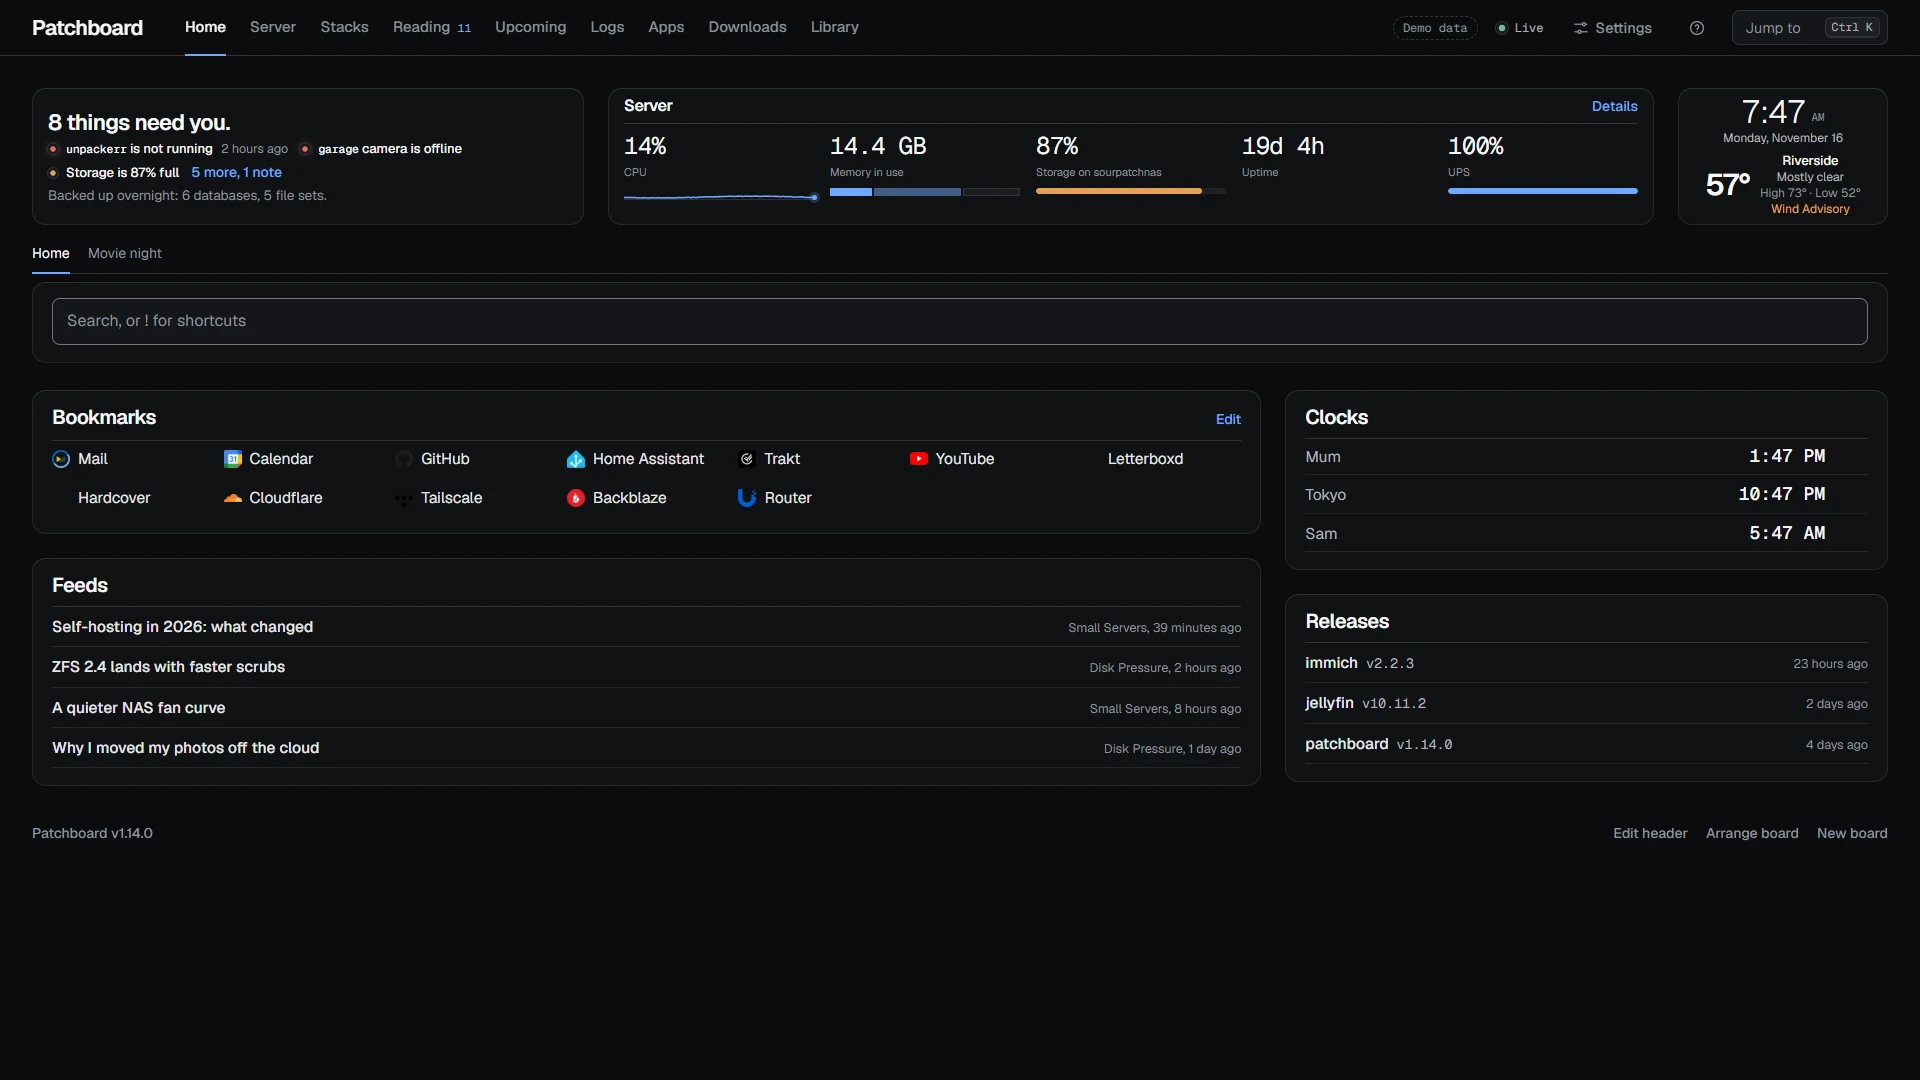 Patchboard Home Server Stacks Reading 11 Upcoming Logs Apps Downloads Library Demo data Live Settings Jump to Ctrl K
8 things need you.
unpackerr is not running 2 hours ago garage camera is offline
Storage is 87% full 5 more, 1 note
Backed up overnight: 6 databases, 5 file sets.
Server Details
14% 14.4 GB 87% 19d 4h 100%
CPU Memory in use Storage on sourpatchnas Uptime UPS
7:47 AM
Monday, November 16
57° Riverside
Mostly clear
High 73° · Low 52°
Wind Advisory
Home Movie night
Search, or ! for shortcuts
Bookmarks Edit
Mail Calendar GitHub Home Assistant Trakt YouTube Letterboxd
Hardcover Cloudflare Tailscale Backblaze Router
Clocks
Mum 1:47 PM
Tokyo 10:47 PM
Sam 5:47 AM
Feeds
Self-hosting in 2026: what changed Small Servers, 39 minutes ago
ZFS 2.4 lands with faster scrubs Disk Pressure, 2 hours ago
A quieter NAS fan curve Small Servers, 8 hours ago
Why I moved my photos off the cloud Disk Pressure, 1 day ago
Releases
immich v2.2.3 23 hours ago
jellyfin v10.11.2 2 days ago
patchboard v1.14.0 4 days ago
Patchboard v1.14.0 Edit header Arrange board New board